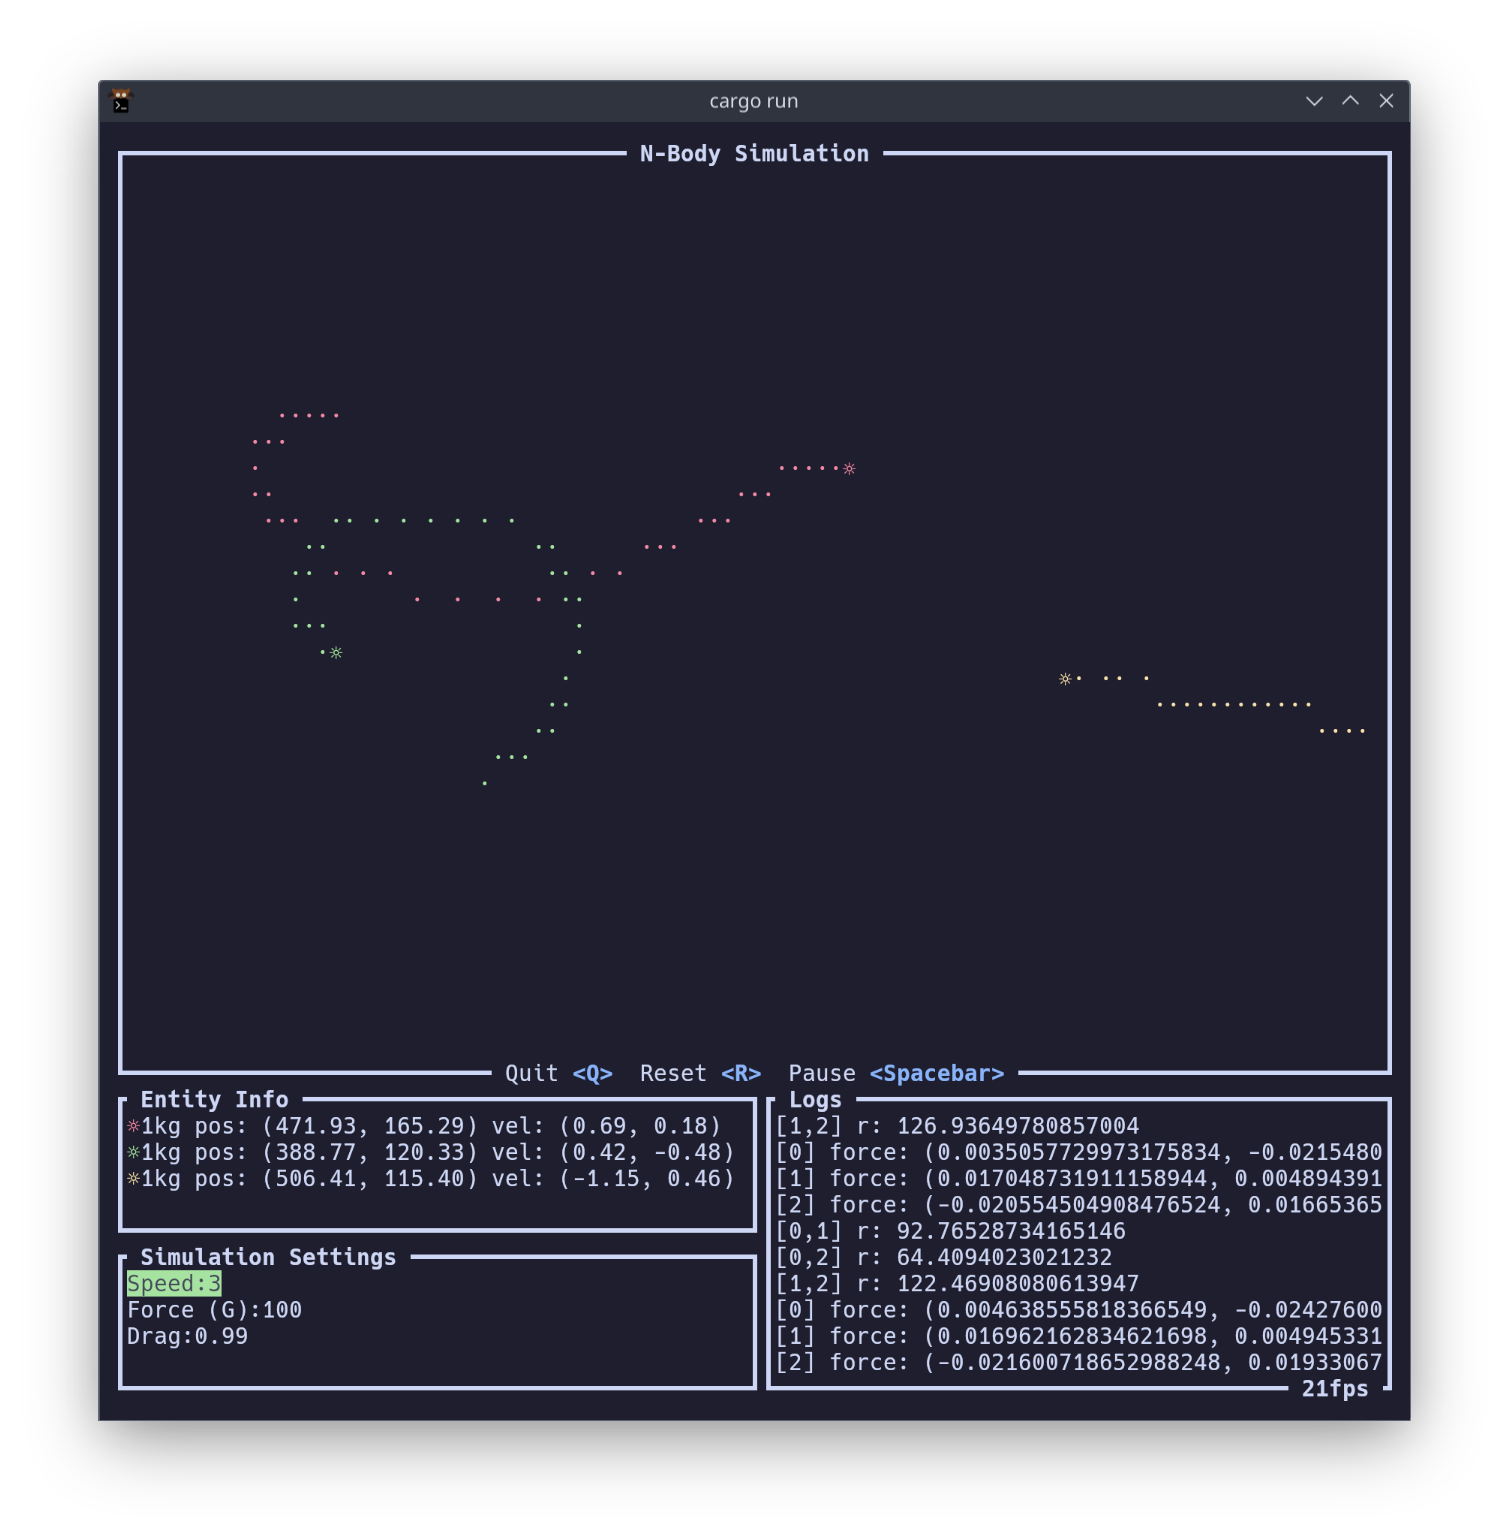 cargo run
N-Body Simulation
Quit <Q> Reset <R> Pause <Spacebar>
Entity Info
☼1kg pos: (471.93, 165.29) vel: (0.69, 0.18)
☼1kg pos: (388.77, 120.33) vel: (0.42, -0.48)
☼1kg pos: (506.41, 115.40) vel: (-1.15, 0.46)
Simulation Settings
Speed:3
Force (G):100
Drag:0.99
Logs
[1,2] r: 126.93649780857004
[0] force: (0.0035057729973175834, -0.0215480
[1] force: (0.017048731911158944, 0.004894391
[2] force: (-0.020554504908476524, 0.01665365
[0,1] r: 92.76528734165146
[0,2] r: 64.4094023021232
[1,2] r: 122.46908080613947
[0] force: (0.004638555818366549, -0.02427600
[1] force: (0.016962162834621698, 0.004945331
[2] force: (-0.021600718652988248, 0.01933067
21fps